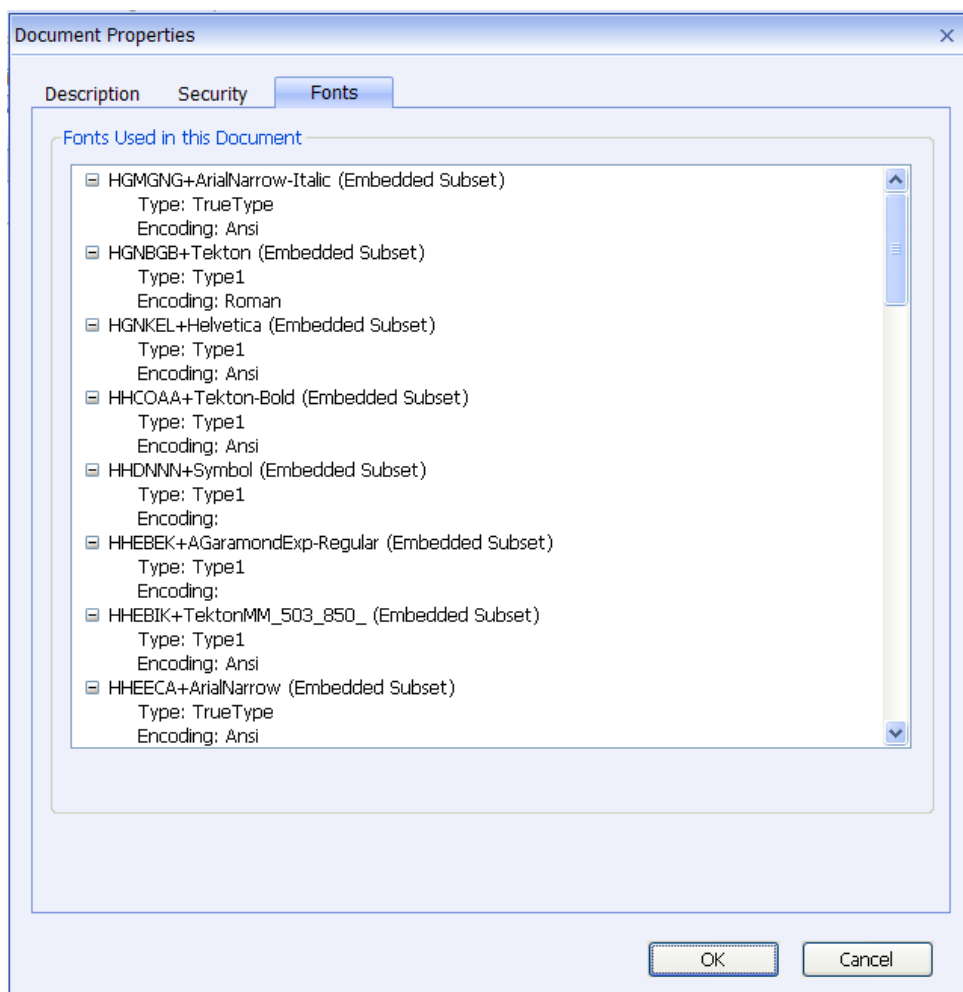 Document Properties
Description Security Fonts
Fonts Used in this Document
HGMGNG+ArialNarrow-Italic (Embedded Subset)
Type: TrueType
Encoding: Ansi
HGNBGB+Tekton (Embedded Subset)
Type: Type1
Encoding: Roman
HGNKEL+Helvetica (Embedded Subset)
Type: Type1
Encoding: Ansi
HHCOAA+Tekton-Bold (Embedded Subset)
Type: Type1
Encoding: Ansi
HHDNNN+Symbol (Embedded Subset)
Type: Type1
Encoding:
HHEBEK+AGaramondExp-Regular (Embedded Subset)
Type: Type1
Encoding:
HHEBIK+TektonMM_503_850_ (Embedded Subset)
Type: Type1
Encoding: Ansi
HHEECA+ArialNarrow (Embedded Subset)
Type: TrueType
Encoding: Ansi
OK Cancel